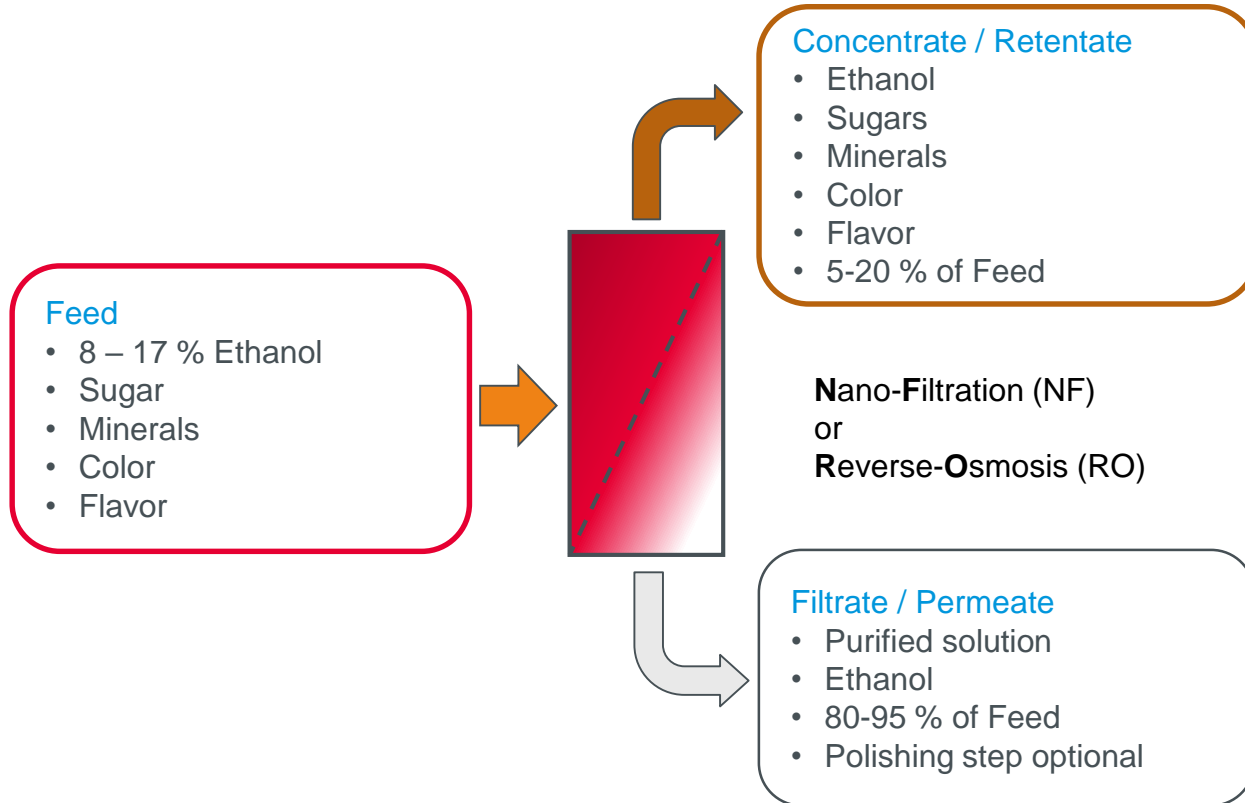 Feed
• 8 – 17 % Ethanol
• Sugar
• Minerals
• Color
• Flavor
Concentrate / Retentate
• Ethanol
• Sugars
• Minerals
• Color
• Flavor
• 5-20 % of Feed
Nano-Filtration (NF)
or
Reverse-Osmosis (RO)
Filtrate / Permeate
• Purified solution
• Ethanol
• 80-95 % of Feed
• Polishing step optional